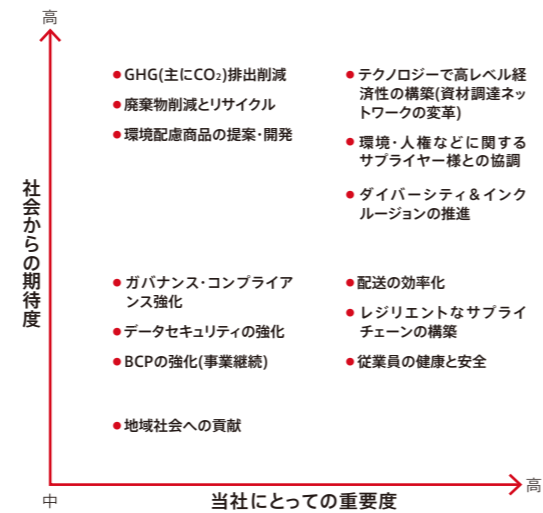 高
社会からの期待度
●GHG(主にCO₂)排出削減
●廃棄物削減とリサイクル
●環境配慮商品の提案・開発
●テクノロジーで高レベル経
済性の構築(資材調達ネッ
トワークの変革)
●環境・人権などに関する
サプライヤー様との協調
●ダイバーシティ＆インク
ルージョンの推進
●ガバナンス・コンプライア
ンス強化
●データセキュリティの強化
●BCPの強化(事業継続)
●地域社会への貢献
●配送の効率化
●レジリエントなサプライ
チェーンの構築
●従業員の健康と安全
中
当社にとっての重要度
高